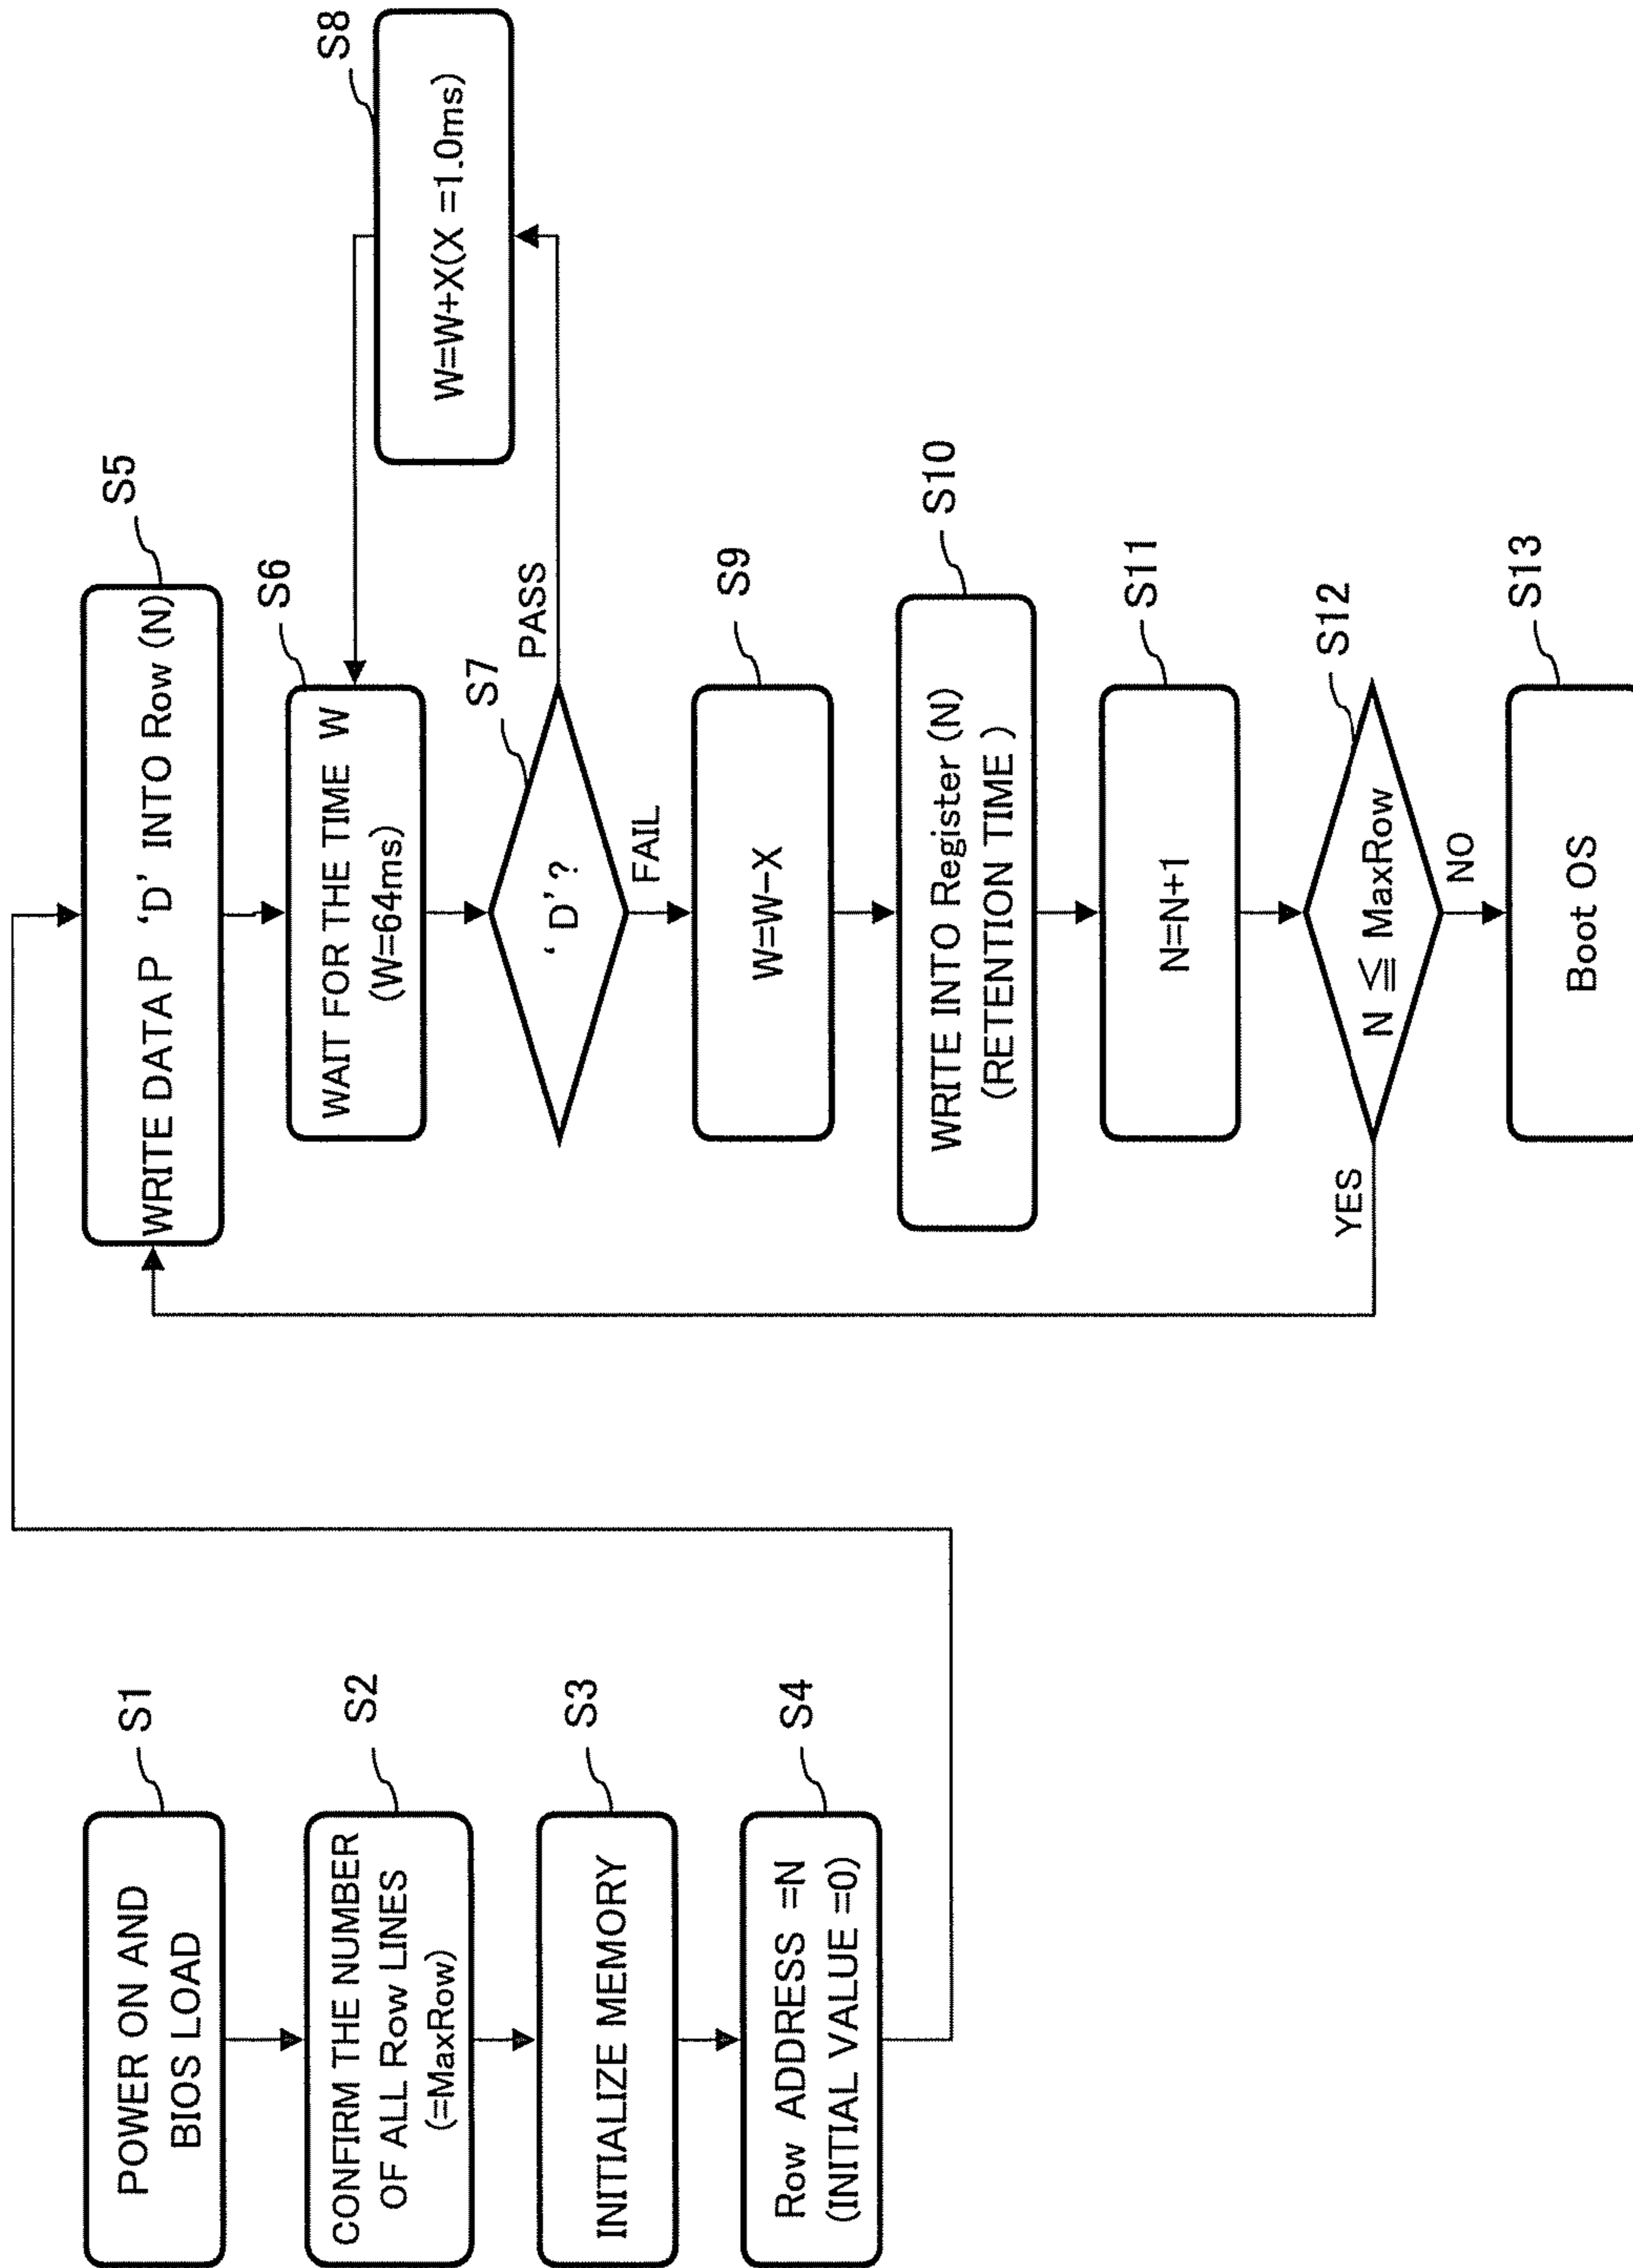 S1
POWER ON AND
BIOS LOAD
S2
CONFIRM THE NUMBER
OF ALL Row LINES
(=MaxRow)
S3
INITIALIZE MEMORY
S4
Row ADDRESS =N
(INITIAL VALUE =0)
S5
WRITE DATAP ‘D’ INTO Row (N)
S6
WAIT FOR THE TIME W
(W=64ms)
S7
‘D’?
PASS
FAIL
S8
W=W+X(X =1.0ms)
S9
W=W−X
S10
WRITE INTO Register (N)
(RETENTION TIME )
S11
N=N+1
S12
N ≦ MaxRow
YES
NO
S13
Boot OS